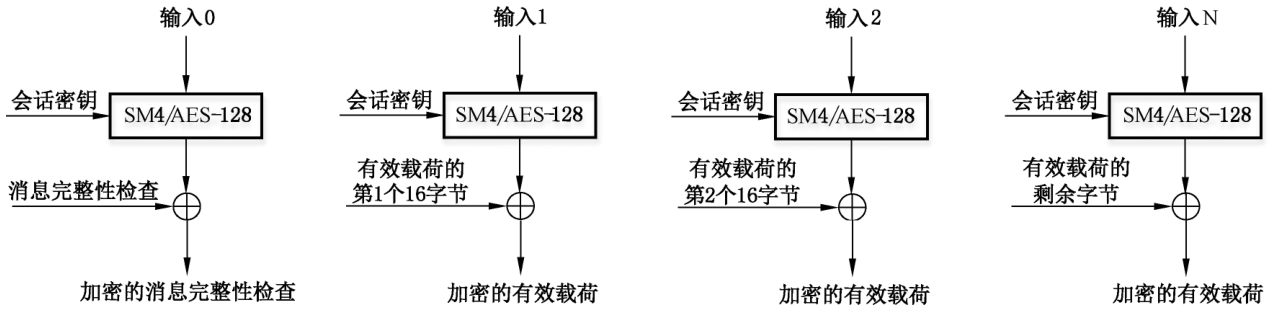 输入0
会话密钥
SM4/AES-128
消息完整性检查
加密的消息完整性检查
输入1
会话密钥
SM4/AES-128
有效载荷的
第1个16字节
加密的有效载荷
输入2
会话密钥
SM4/AES-128
有效载荷的
第2个16字节
加密的有效载荷
输入N
会话密钥
SM4/AES-128
有效载荷的
剩余字节
加密的有效载荷